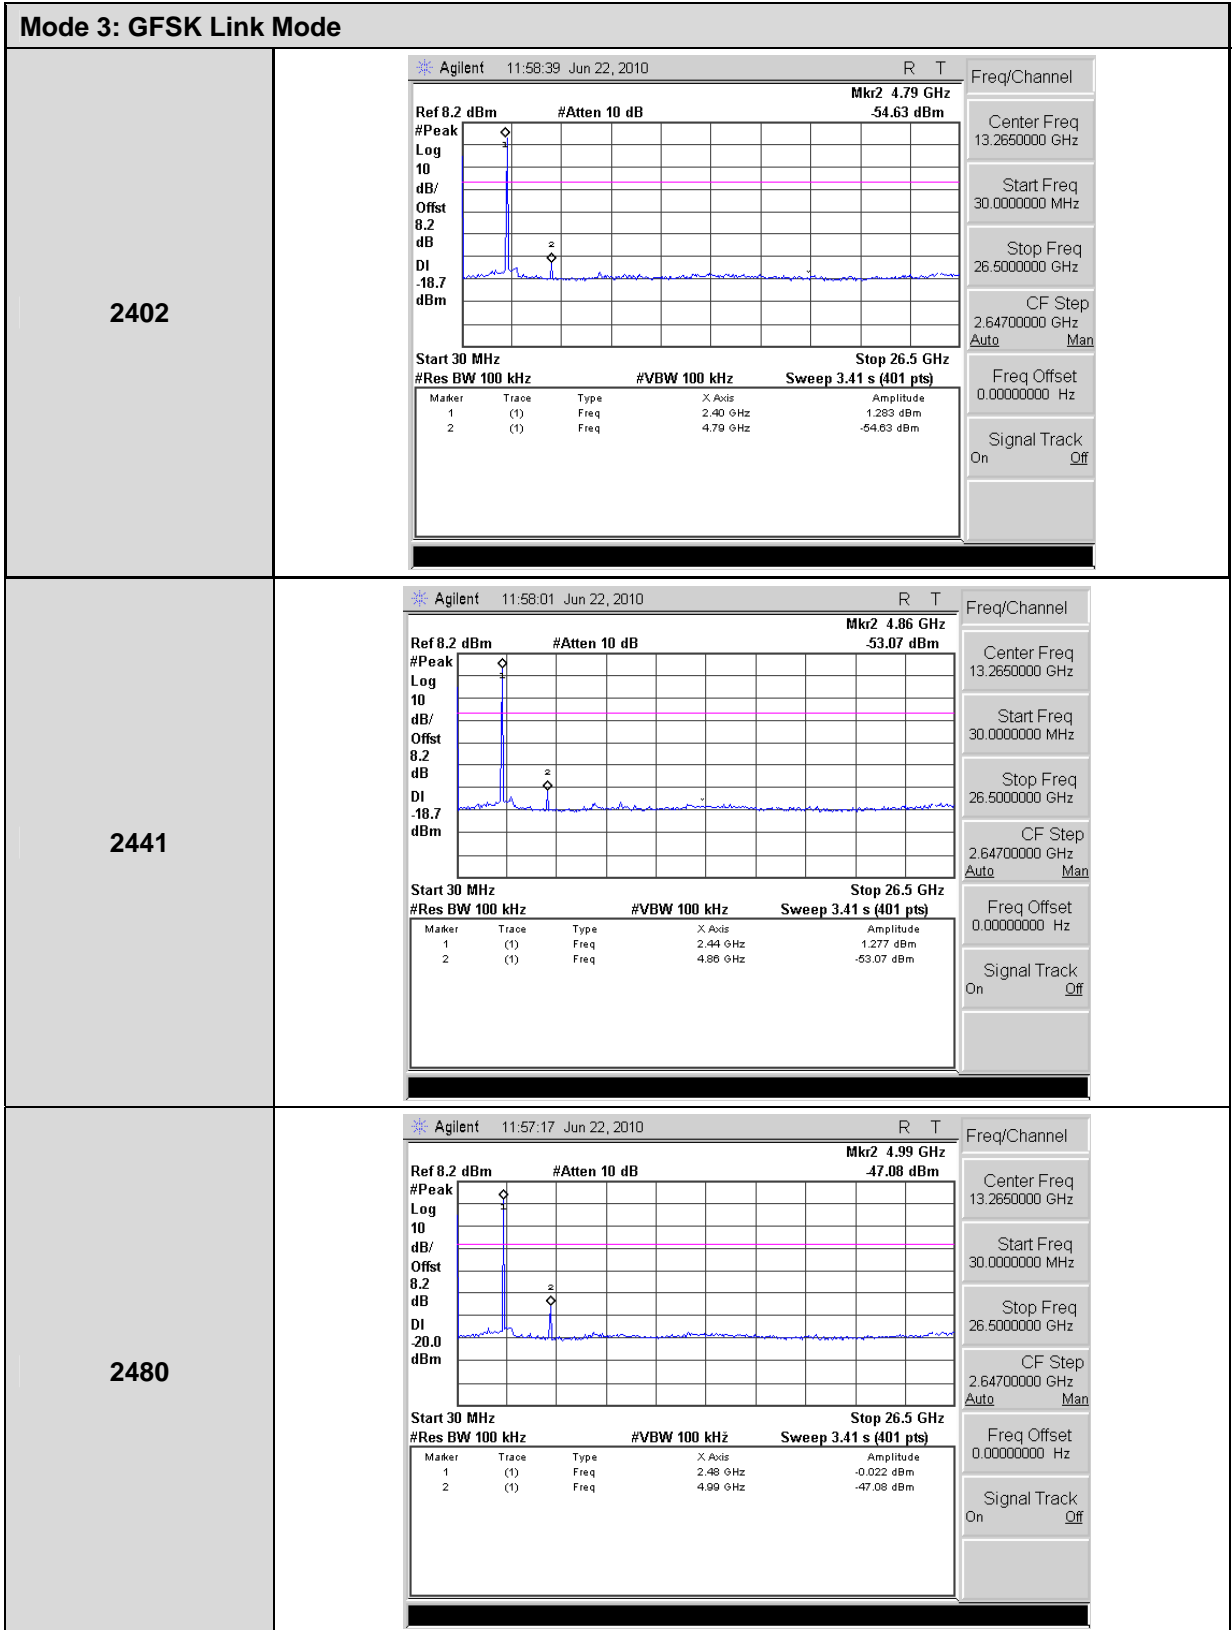 Mode 3: GFSK Link Mode
2402
Agilent 11:58:39 Jun 22, 2010 R T
Freq/Channel
Mkr2 4.79 GHz
Ref 8.2 dBm #Atten 10 dB -54.63 dBm
#Peak
Log
10
dB/
Offst
8.2
dB
DI
-18.7
dBm
1
2
Start 30 MHz Stop 26.5 GHz
#Res BW 100 kHz #VBW 100 kHz Sweep 3.41 s (401 pts)
Marker Trace Type X Axis Amplitude
1 (1) Freq 2.40 GHz 1.283 dBm
2 (1) Freq 4.79 GHz -54.63 dBm
Center Freq
13.2650000 GHz
Start Freq
30.0000000 MHz
Stop Freq
26.5000000 GHz
CF Step
2.64700000 GHz
Auto Man
Freq Offset
0.00000000 Hz
Signal Track
On Off
2441
Agilent 11:58:01 Jun 22, 2010 R T
Freq/Channel
Mkr2 4.86 GHz
Ref 8.2 dBm #Atten 10 dB -53.07 dBm
#Peak
Log
10
dB/
Offst
8.2
dB
DI
-18.7
dBm
1
2
Start 30 MHz Stop 26.5 GHz
#Res BW 100 kHz #VBW 100 kHz Sweep 3.41 s (401 pts)
Marker Trace Type X Axis Amplitude
1 (1) Freq 2.44 GHz 1.277 dBm
2 (1) Freq 4.86 GHz -53.07 dBm
Center Freq
13.2650000 GHz
Start Freq
30.0000000 MHz
Stop Freq
26.5000000 GHz
CF Step
2.64700000 GHz
Auto Man
Freq Offset
0.00000000 Hz
Signal Track
On Off
2480
Agilent 11:57:17 Jun 22, 2010 R T
Freq/Channel
Mkr2 4.99 GHz
Ref 8.2 dBm #Atten 10 dB -47.08 dBm
#Peak
Log
10
dB/
Offst
8.2
dB
DI
-20.0
dBm
1
2
Start 30 MHz Stop 26.5 GHz
#Res BW 100 kHz #VBW 100 kHz Sweep 3.41 s (401 pts)
Marker Trace Type X Axis Amplitude
1 (1) Freq 2.48 GHz -0.022 dBm
2 (1) Freq 4.99 GHz -47.08 dBm
Center Freq
13.2650000 GHz
Start Freq
30.0000000 MHz
Stop Freq
26.5000000 GHz
CF Step
2.64700000 GHz
Auto Man
Freq Offset
0.00000000 Hz
Signal Track
On Off